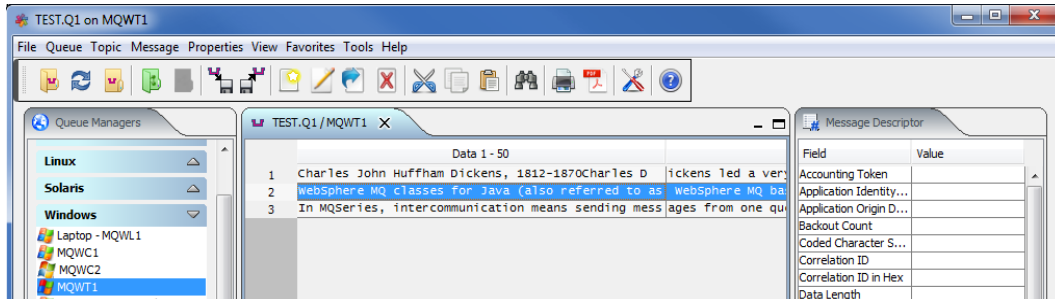 TEST.Q1 on MQWT1
File Queue Topic Message Properties View Favorites Tools Help
PDF
Queue Managers
Linux
Solaris
Windows
Laptop - MQWL1
MQWC1
MQWC2
MQWT1
TEST.Q1 / MQWT1
Data 1 - 50
1 Charles John Huffham Dickens, 1812-1870Charles D ickens led a very
2 WebSphere MQ classes for Java (also referred to as WebSphere MQ ba
3 In MQSeries, intercommunication means sending mess ages from one qu
Message Descriptor
Field Value
Accounting Token
Application Identity...
Application Origin D...
Backout Count
Coded Character S...
Correlation ID
Correlation ID in Hex
Data Length